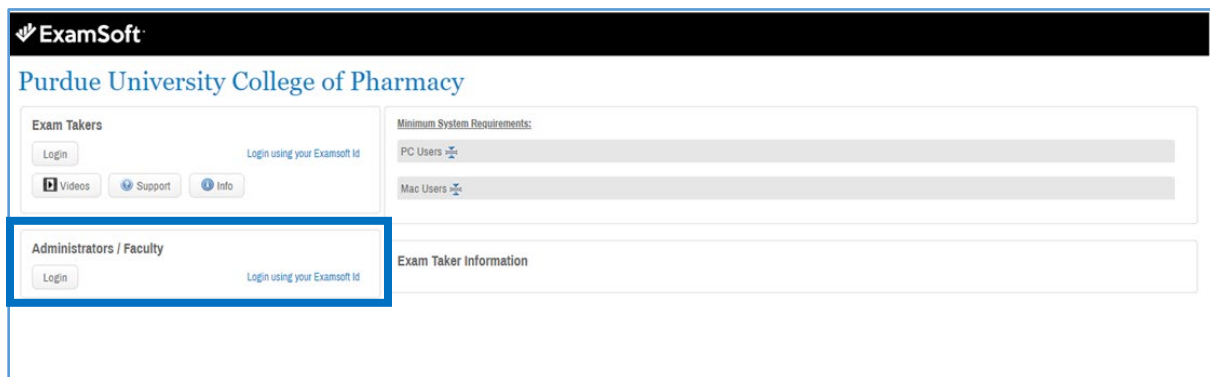 ExamSoft
Purdue University College of Pharmacy
Exam Takers
Login
Login using your Examsoft Id
Videos
Support
Info
Administrators / Faculty
Login
Login using your Examsoft Id
Minimum System Requirements:
PC Users
Mac Users
Exam Taker Information